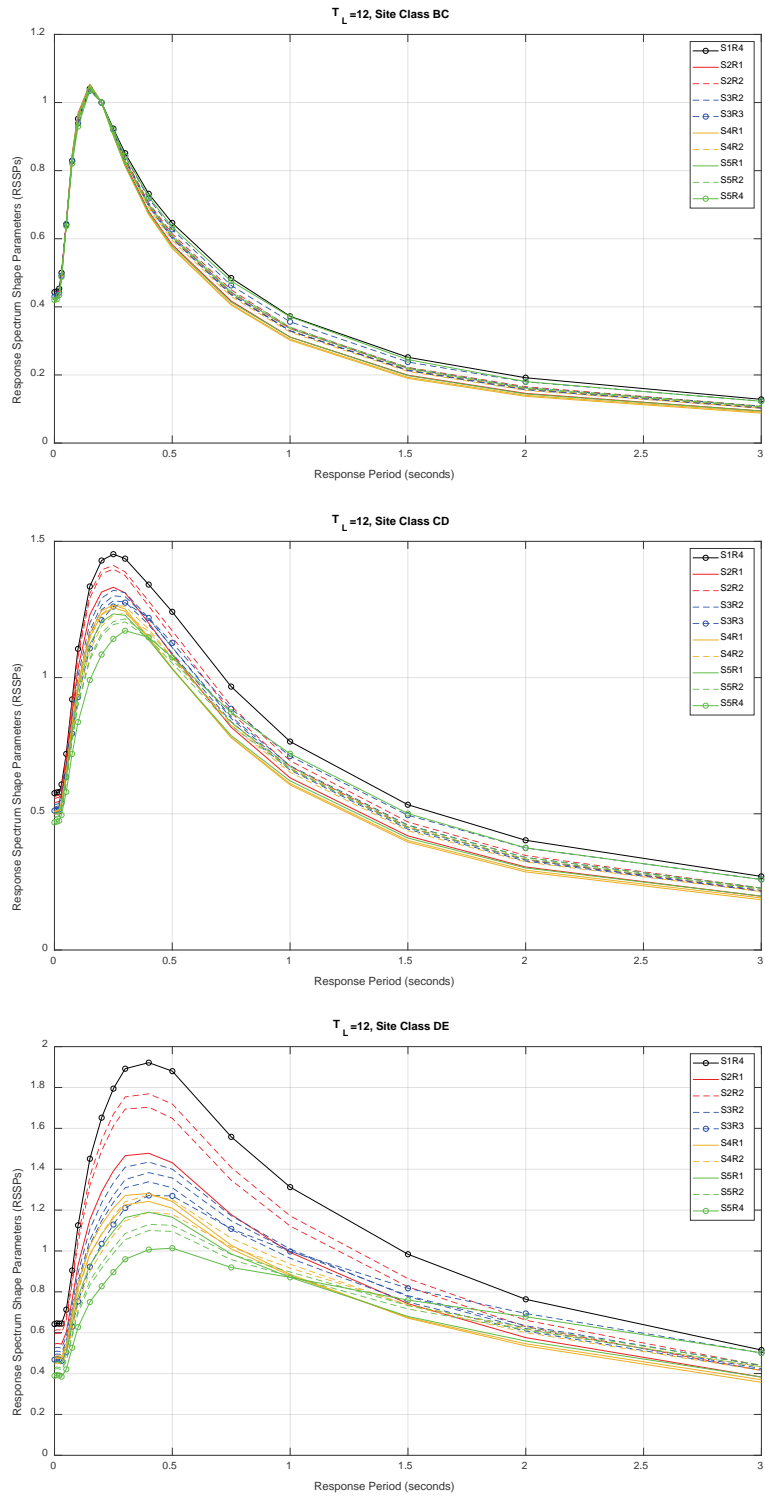 T L =12, Site Class BC
Response Spectrum Shape Parameters (RSSPs)
1.2
1
0.8
0.6
0.4
0.2
0
0 0.5 1 1.5 2 2.5 3
Response Period (seconds)
S1R4
S2R1
S2R2
S3R2
S3R3
S4R1
S4R2
S5R1
S5R2
S5R4
T L =12, Site Class CD
Response Spectrum Shape Parameters (RSSPs)
1.5
1
0.5
0
0 0.5 1 1.5 2 2.5 3
Response Period (seconds)
S1R4
S2R1
S2R2
S3R2
S3R3
S4R1
S4R2
S5R1
S5R2
S5R4
T L =12, Site Class DE
Response Spectrum Shape Parameters (RSSPs)
2
1.8
1.6
1.4
1.2
1
0.8
0.6
0.4
0.2
0
0 0.5 1 1.5 2 2.5 3
Response Period (seconds)
S1R4
S2R1
S2R2
S3R2
S3R3
S4R1
S4R2
S5R1
S5R2
S5R4